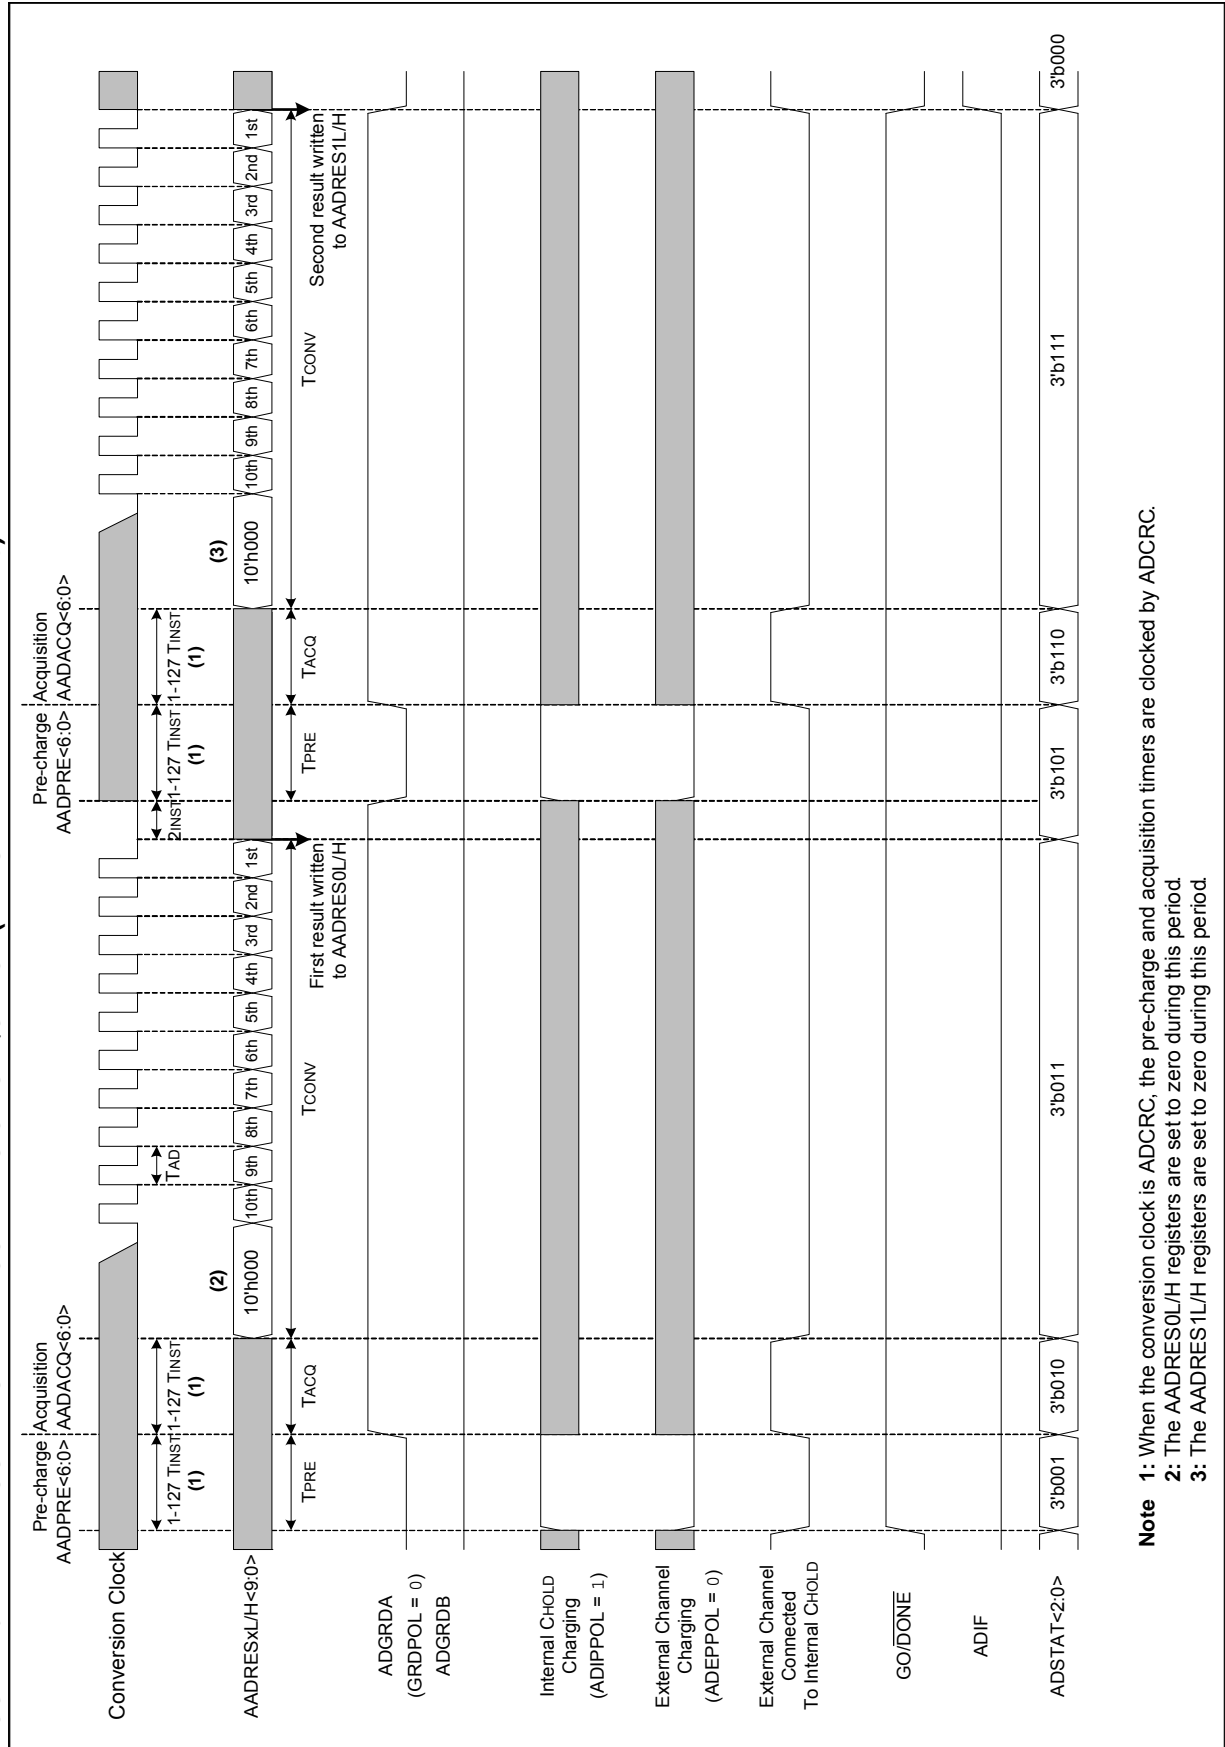 Pre-charge Acquisition
AADPRE<6:0> AADACQ<6:0>
Pre-charge Acquisition
AADPRE<6:0> AADACQ<6:0>
Conversion Clock
1-127 TINST 1-127 TINST
(1) (1)
TAD
2INST 1-127 TINST 1-127 TINST
(1) (1)
(2)
(3)
AADRESxL/H<9:0>
10'h000 10th 9th 8th 7th 6th 5th 4th 3rd 2nd 1st
10'h000 10th 9th 8th 7th 6th 5th 4th 3rd 2nd 1st
TPRE TACQ TCONV
First result written
to AADRES0L/H
TPRE TACQ TCONV
Second result written
to AADRES1L/H
ADGRDA
(GRDPOL = 0)
ADGRDB
Internal CHOLD
Charging
(ADIPPOL = 1)
External Channel
Charging
(ADEPPOL = 0)
External Channel
Connected
To Internal CHOLD
GO/DONE
ADIF
ADSTAT<2:0>
3'b001 3'b010 3'b011 3'b101 3'b110 3'b111 3'b000
Note 1: When the conversion clock is ADCRC, the pre-charge and acquisition timers are clocked by ADCRC.
2: The AADRES0L/H registers are set to zero during this period.
3: The AADRES1L/H registers are set to zero during this period.